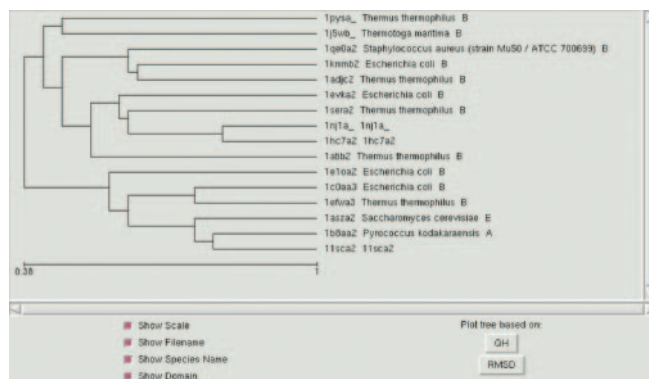 1pysa_ Thermus thermophilus B
1j5wb_ Thermotoga maritima B
1qe0a2 Staphylococcus aureus (strain Mu50 / ATCC 700699) B
1kmmb2 Escherichia coli B
1adjc2 Thermus thermophilus B
1evka2 Escherichia coli B
1sera2 Thermus thermophilus B
1nj1a_ 1nj1a_
1hc7a2 1hc7a2
1abb2 Thermus thermophilus B
1e1oa2 Escherichia coli B
1c0aa3 Escherichia coli B
1efwa3 Thermus thermophilus B
1asza2 Saccharomyces cerevisiae E
1b8aa2 Pyrococcus kodakaraensis A
11sca2 11sca2
0.38 1
Show Scale
Show Filename
Show Species Name
Show Domain
Plot tree based on:
QH
RMSD